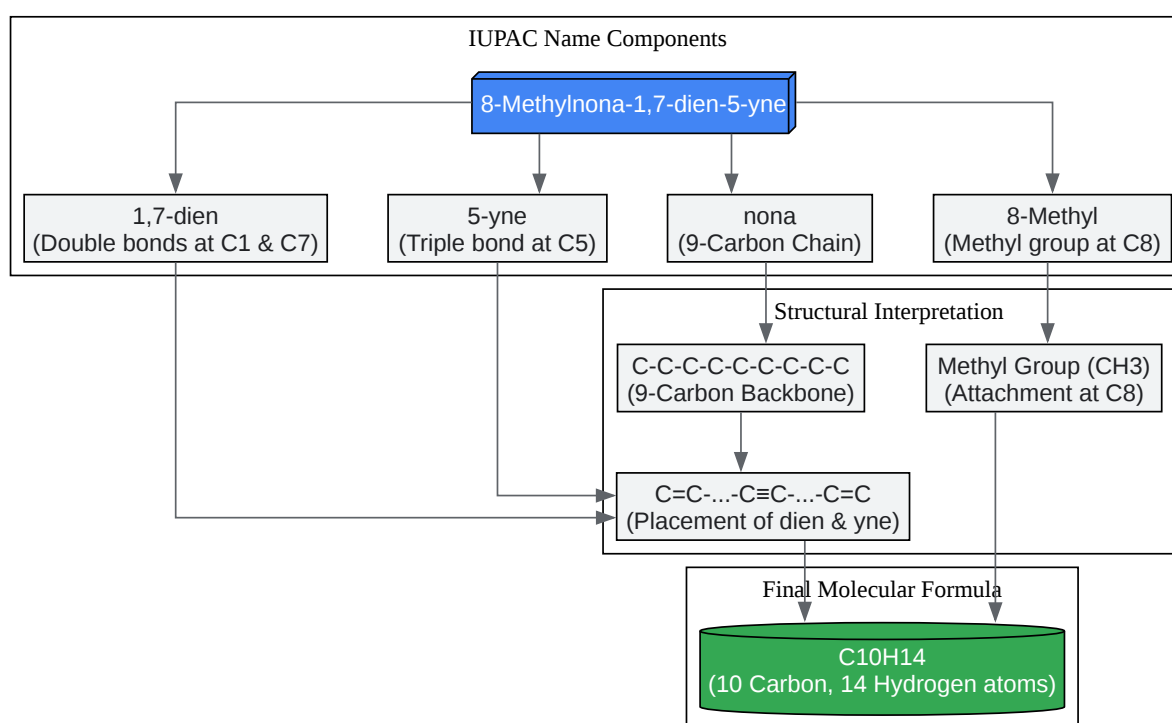 IUPAC Name Components
8-Methylnona-1,7-dien-5-yne
1,7-dien
(Double bonds at C1 & C7)
5-yne
(Triple bond at C5)
nona
(9-Carbon Chain)
8-Methyl
(Methyl group at C8)
Structural Interpretation
C-C-C-C-C-C-C-C-C
(9-Carbon Backbone)
Methyl Group (CH3)
(Attachment at C8)
C=C-...-C≡C-...-C=C
(Placement of dien & yne)
Final Molecular Formula
C10H14
(10 Carbon, 14 Hydrogen atoms)